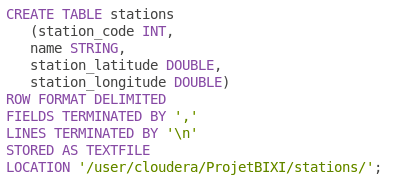 CREATE TABLE stations
(station_code INT,
name STRING,
station_latitude DOUBLE,
station_longitude DOUBLE)
ROW FORMAT DELIMITED
FIELDS TERMINATED BY ','
LINES TERMINATED BY '\n'
STORED AS TEXTFILE
LOCATION '/user/cloudera/ProjetBIXI/stations/';